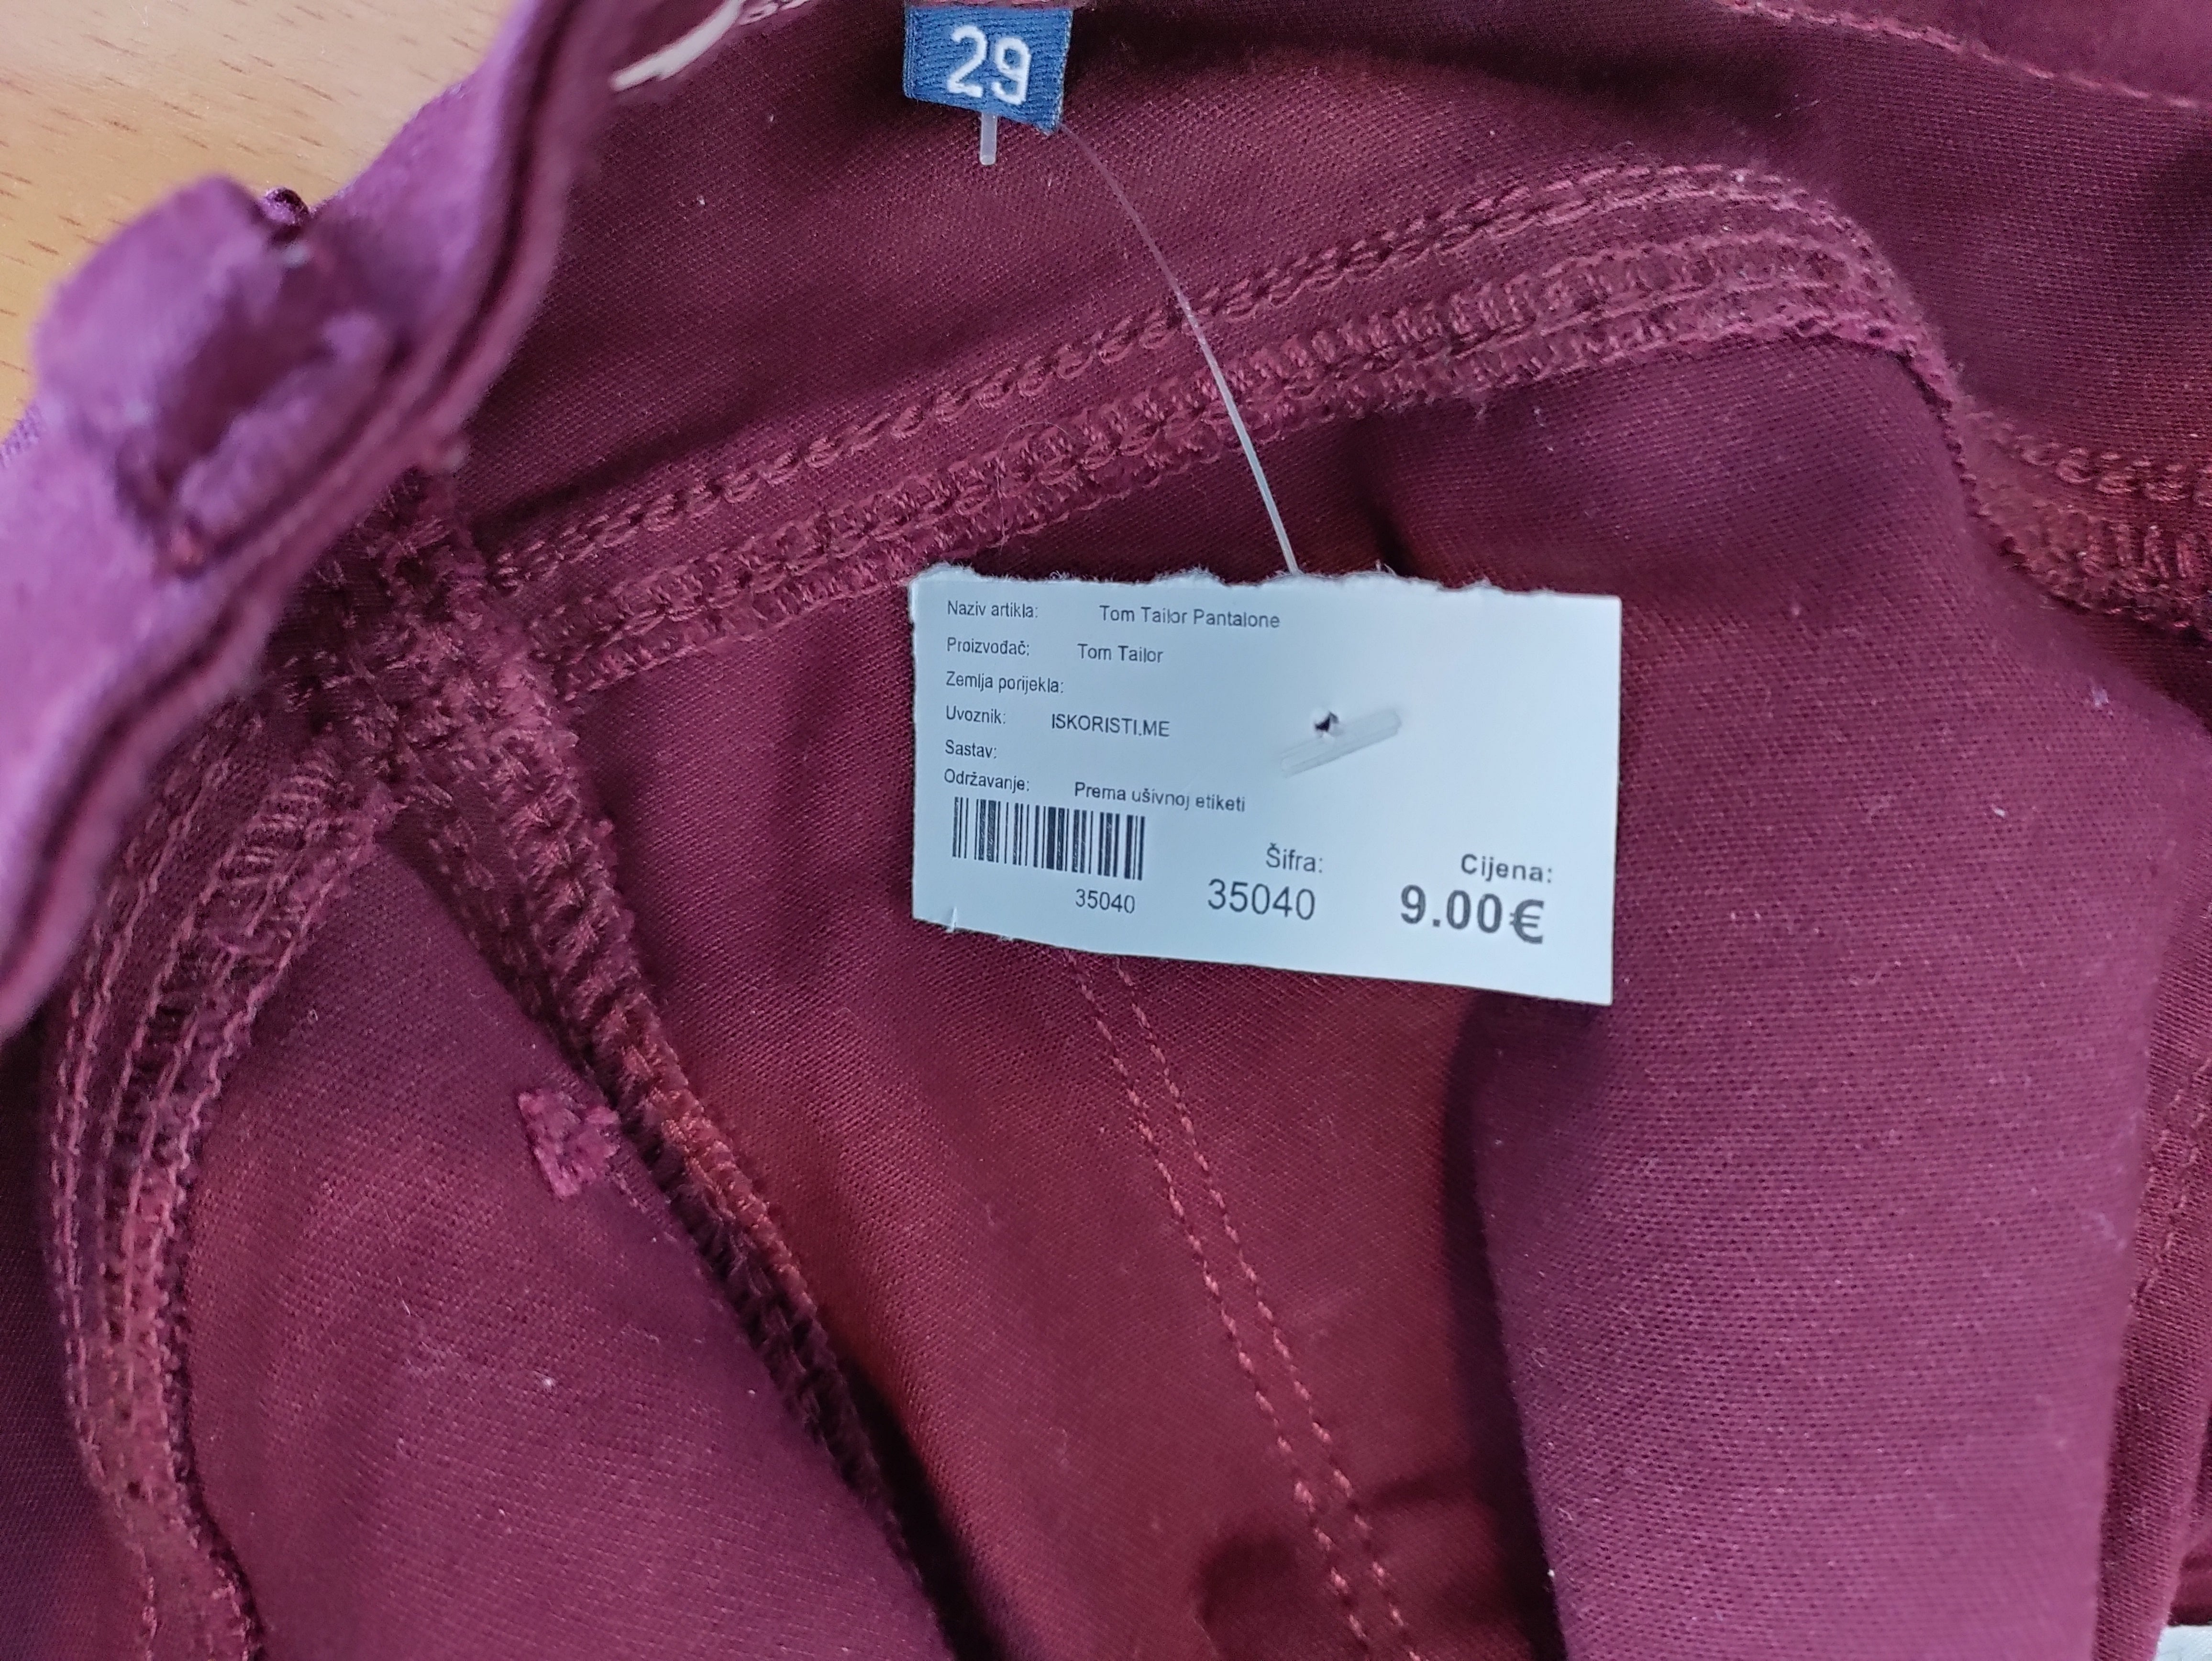 29
Naziv artikla: Tom Tailor Pantalone
Proizvođač: Tom Tailor
Zemlja porijekla:
Uvoznik: ISKORISTI.ME
Sastav:
Održavanje: Prema ušivnoj etiketi
35040
Šifra:
35040
Cijena:
9.00€